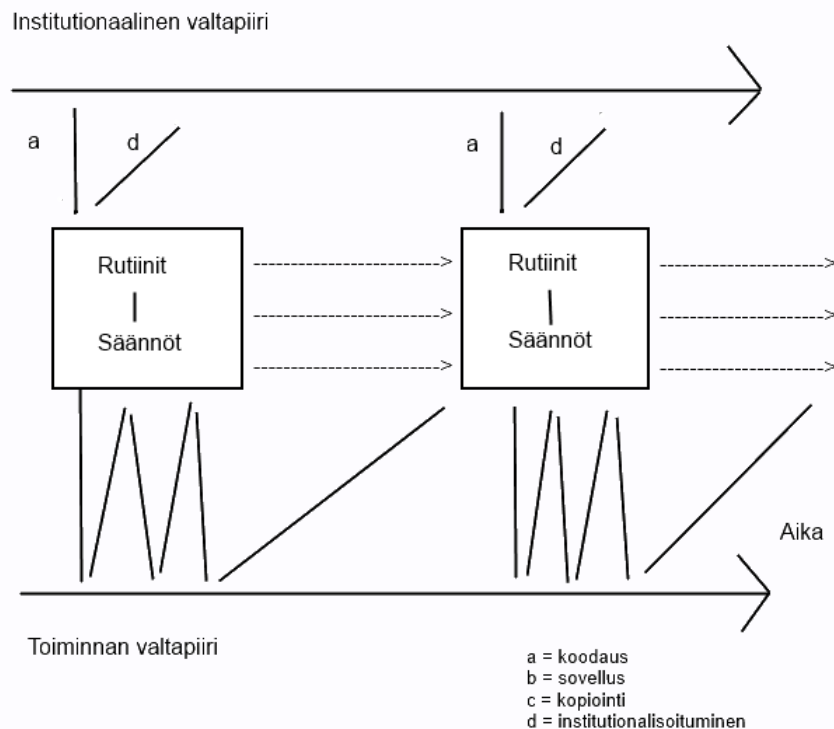 Institutionaalinen valtapiiri
a
d
a
d
Rutiinit
Säännöt
Rutiinit
Säännöt
Aika
Toiminnan valtapiiri
a = koodaus
b = sovellus
c = kopiointi
d = institutionalisoituminen